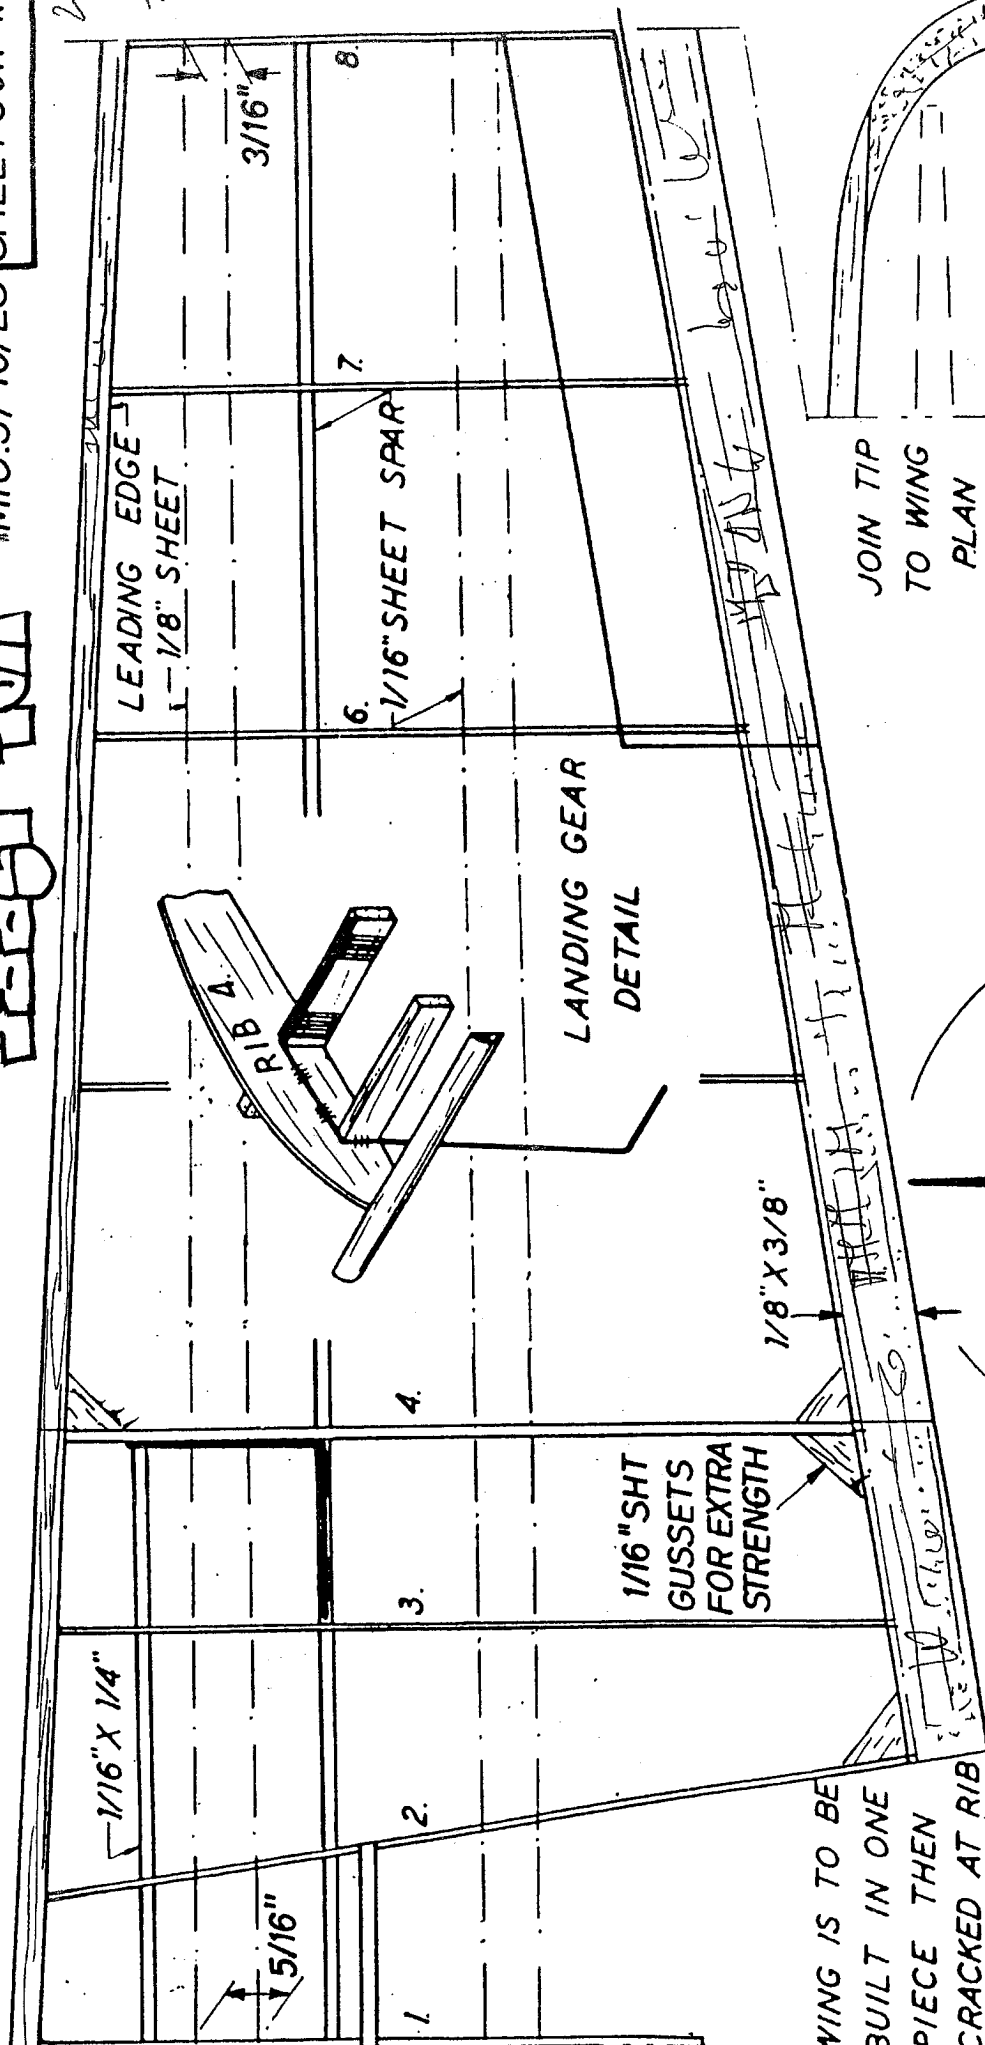 3/16"
8.
LEADING EDGE
1/8" SHEET
7.
1/16" SHEET SPAR
6.
RIB 4.
LANDING GEAR
DETAIL
1/8" X 3/8"
4.
1/16" SHT
GUSSETS
FOR EXTRA
STRENGTH
3.
1/16" X 1/4"
2.
5/16"
1.
JOIN TIP
TO WING
PLAN
WING IS TO BE
BUILT IN ONE
PIECE THEN
CRACKED AT RIB